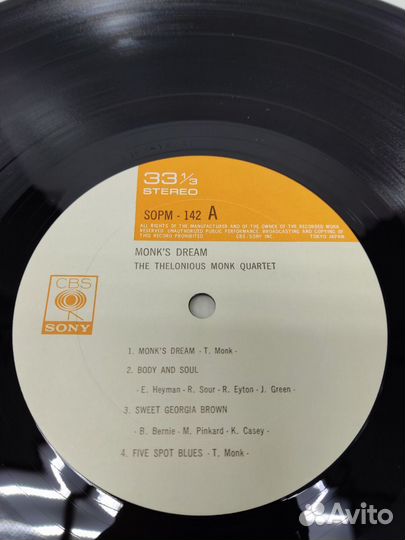 33 1/3
STEREO
SOPM - 142 A
ALL RIGHTS OF THE MANUFACTURER AND OF THE OWNER OF THE RECORDED WORK
RESERVED. UNAUTHORIZED PUBLIC PERFORMANCE, BROADCASTING AND COPYING OF
THIS RECORD PROHIBITED. CBS/SONY INC. TOKYO JAPAN
MONK'S DREAM
THE THELONIOUS MONK QUARTET
CBS
SONY
1. MONK'S DREAM - T. Monk -
2. BODY AND SOUL
- E. Heyman - R. Sour - R. Eyton - J. Green -
3. SWEET GEORGIA BROWN
- B. Bernie - M. Pinkard - K. Casey -
4. FIVE SPOT BLUES - T. Monk -
Avito